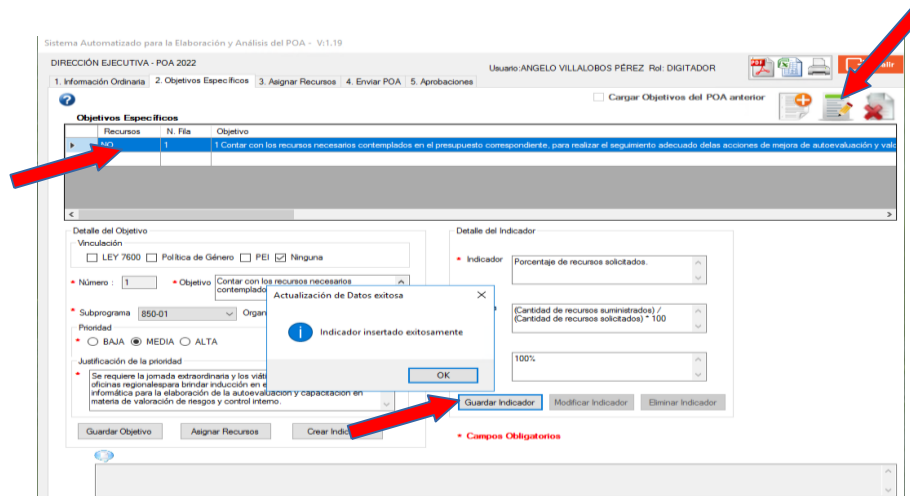 Sistema Automatizado para la Elaboración y Análisis del POA - V:1.19
DIRECCIÓN EJECUTIVA - POA 2022
Usuario:ANGELO VILLALOBOS PÉREZ Rol: DIGITADOR
1. Información Ordinaria 2. Objetivos Específicos 3. Asignar Recursos 4. Enviar POA 5. Aprobaciones
Cargar Objetivos del POA anterior
Objetivos Específicos
Recursos N. Fila Objetivo
NO 1 1 Contar con los recursos necesarios contemplados en el presupuesto correspondiente, para realizar el seguimiento adecuado delas acciones de mejora de autoevaluación y valo
Detalle del Objetivo
Vinculación
LEY 7600 Política de Género PEI Ninguna
* Número : 1 * Objetivo Contar con los recursos necesarios
contemplado
* Subprograma 850-01 Organ
Prioridad
* BAJA MEDIA ALTA
Justificación de la prioridad
* Se requiere la jornada extraordinaria y los viáti
oficinas regionalespara brindar inducción en e
informática para la elaboración de la autoevaluación y capacitación en
materia de valoración de riesgos y control interno.
Guardar Objetivo Asignar Recursos Crear Indic
Actualización de Datos exitosa
Indicador insertado exitosamente
OK
Detalle del Indicador
* Indicador Porcentaje de recursos solicitados.
(Cantidad de recursos suministrados) /
(Cantidad de recursos solicitados) * 100
100%
Guardar Indicador Modificar Indicador Eliminar Indicador
* Campos Obligatorios